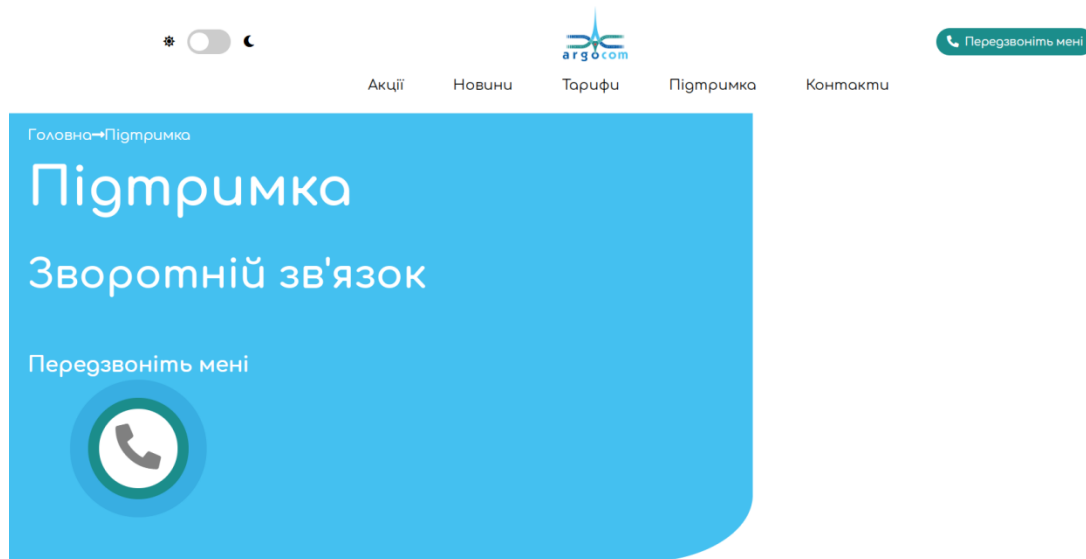 argocom
Передзвоніть мені
Акції Новини Тарифи Підтримка Контакти
Головна→Підтримка
Підтримка
Зворотній зв'язок
Передзвоніть мені